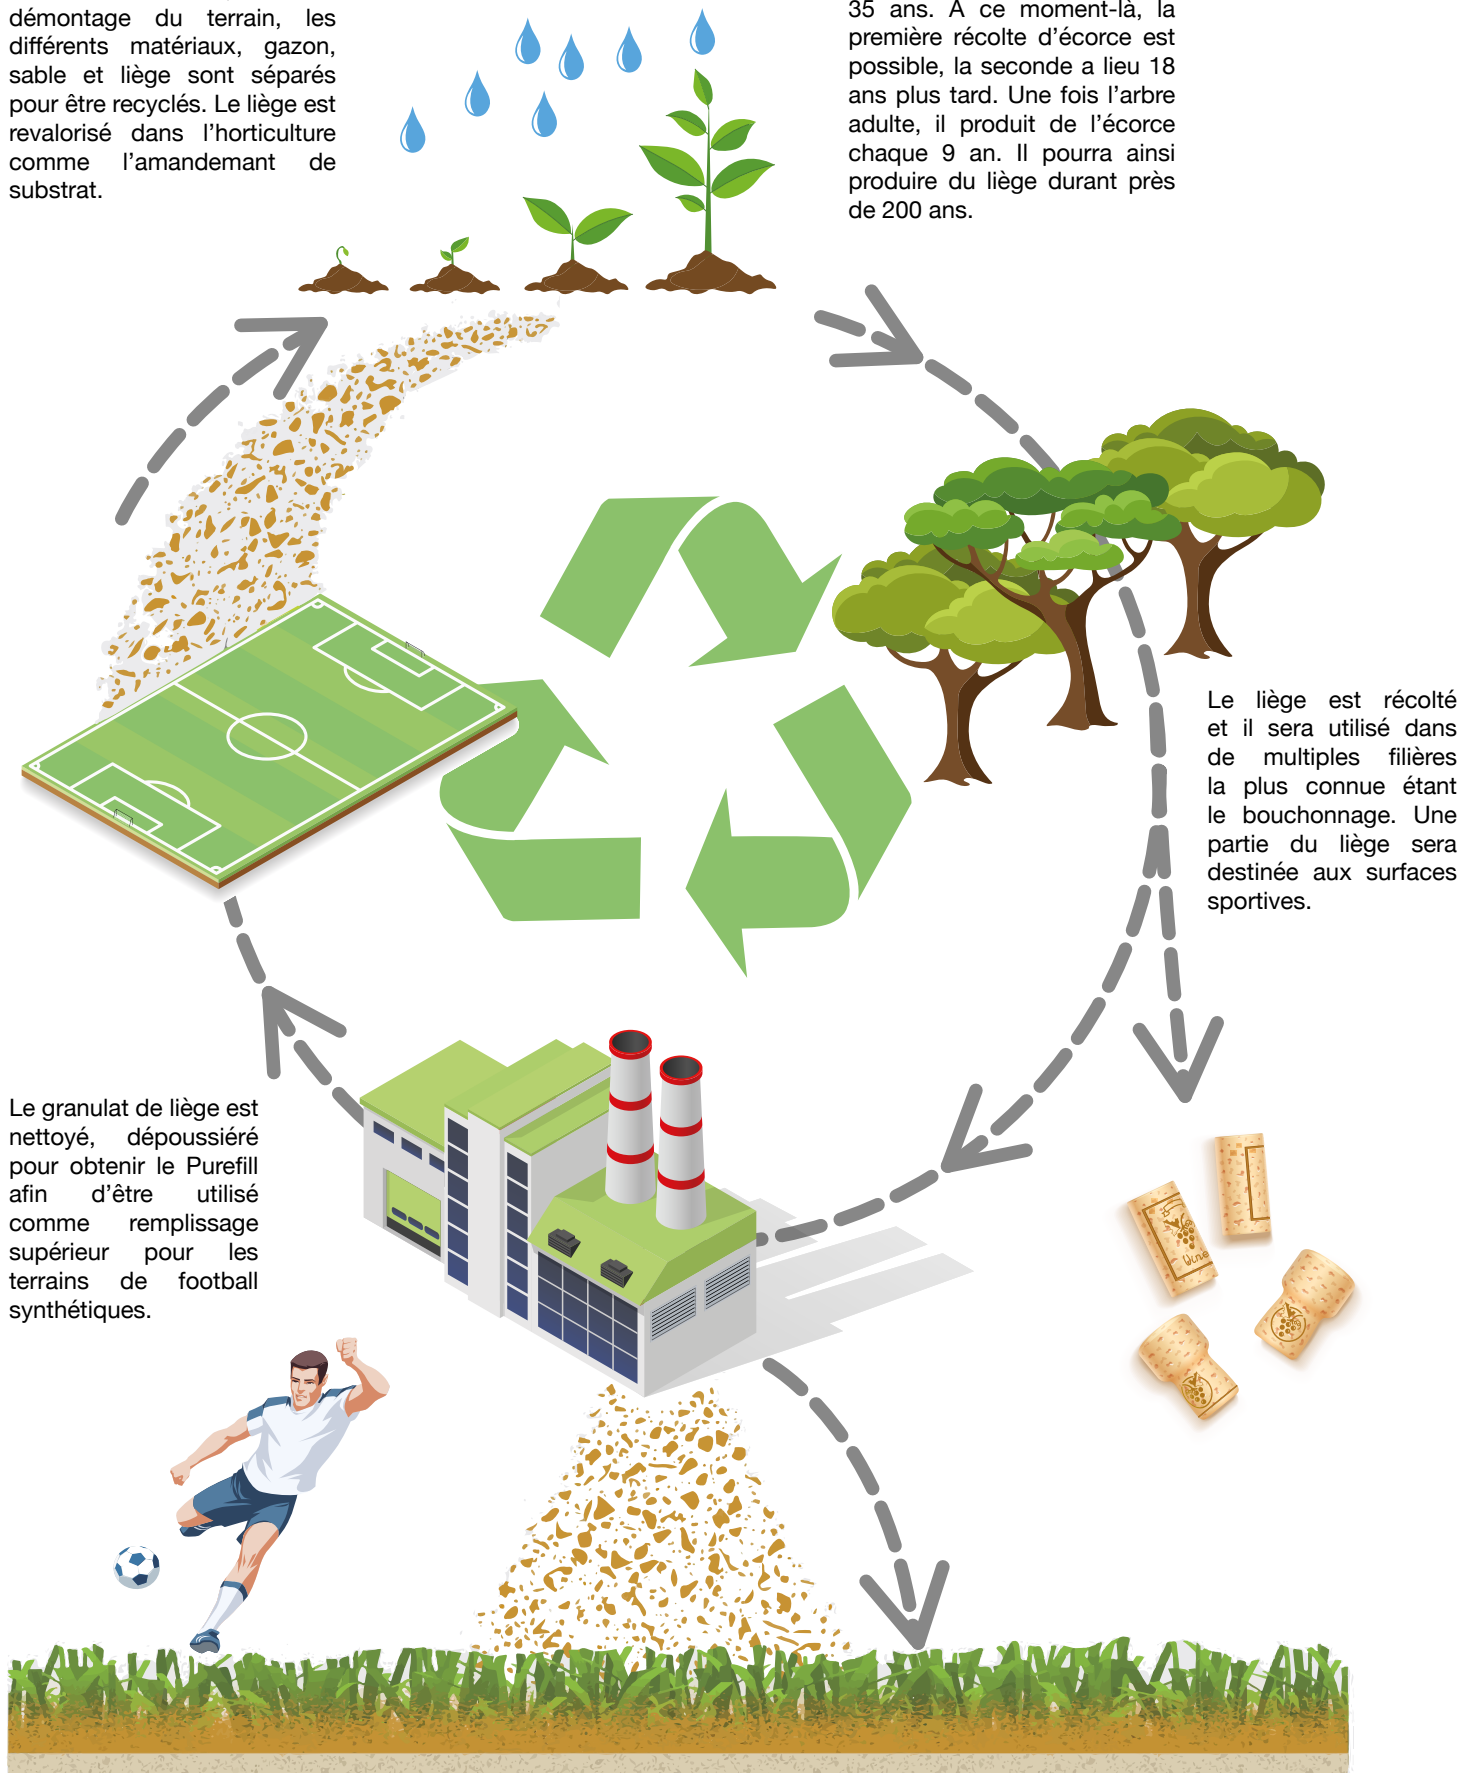 démontage du terrain, les
différents matériaux, gazon,
sable et liège sont séparés
pour être recyclés. Le liège est
revalorisé dans l’horticulture
comme l’amandemant de
substrat.
35 ans. A ce moment-là, la
première récolte d’écorce est
possible, la seconde a lieu 18
ans plus tard. Une fois l’arbre
adulte, il produit de l’écorce
chaque 9 an. Il pourra ainsi
produire du liège durant près
de 200 ans.
Le liège est récolté
et il sera utilisé dans
de multiples filières
la plus connue étant
le bouchonnage. Une
partie du liège sera
destinée aux surfaces
sportives.
Le granulat de liège est
nettoyé, dépoussiéré
pour obtenir le Purefill
afin d’être utilisé
comme remplissage
supérieur pour les
terrains de football
synthétiques.
Wine